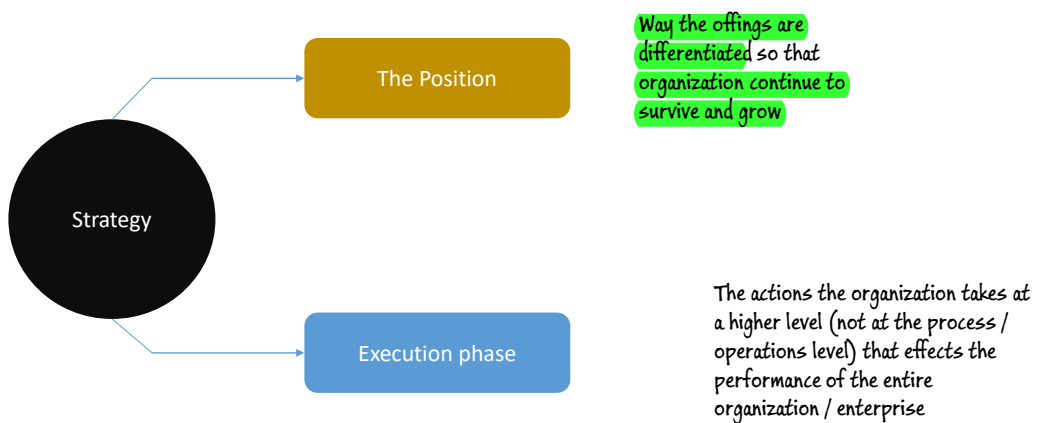 Strategy
The Position
Way the offings are
differentiated so that
organization continue to
survive and grow
Execution phase
The actions the organization takes at
a higher level (not at the process /
operations level) that effects the
performance of the entire
organization / enterprise